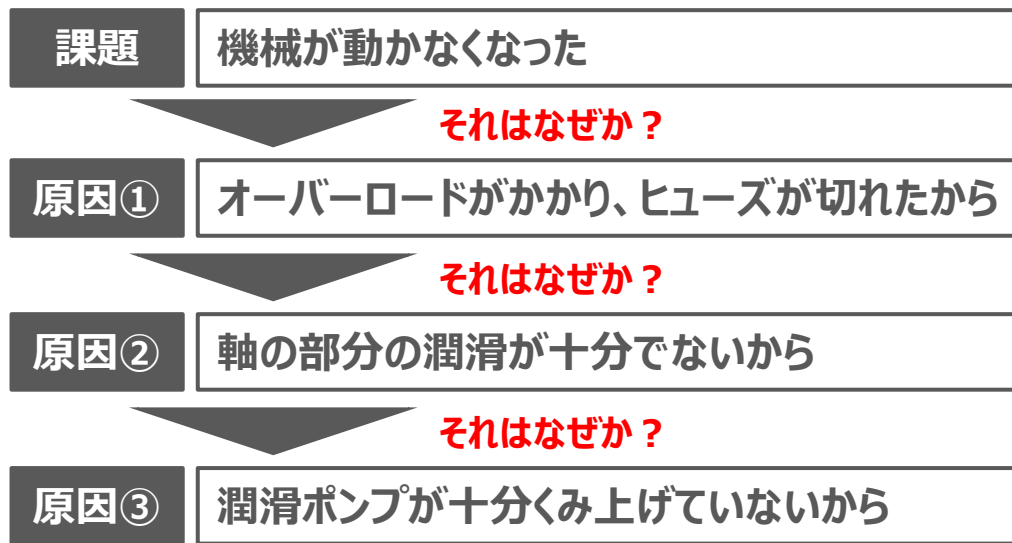 課題 機械が動かなくなった
それはなぜか？
原因① オーバーロードがかかり、ヒューズが切れたから
それはなぜか？
原因② 軸の部分の潤滑が十分でないから
それはなぜか？
原因③ 潤滑ポンプが十分くみ上げていないから